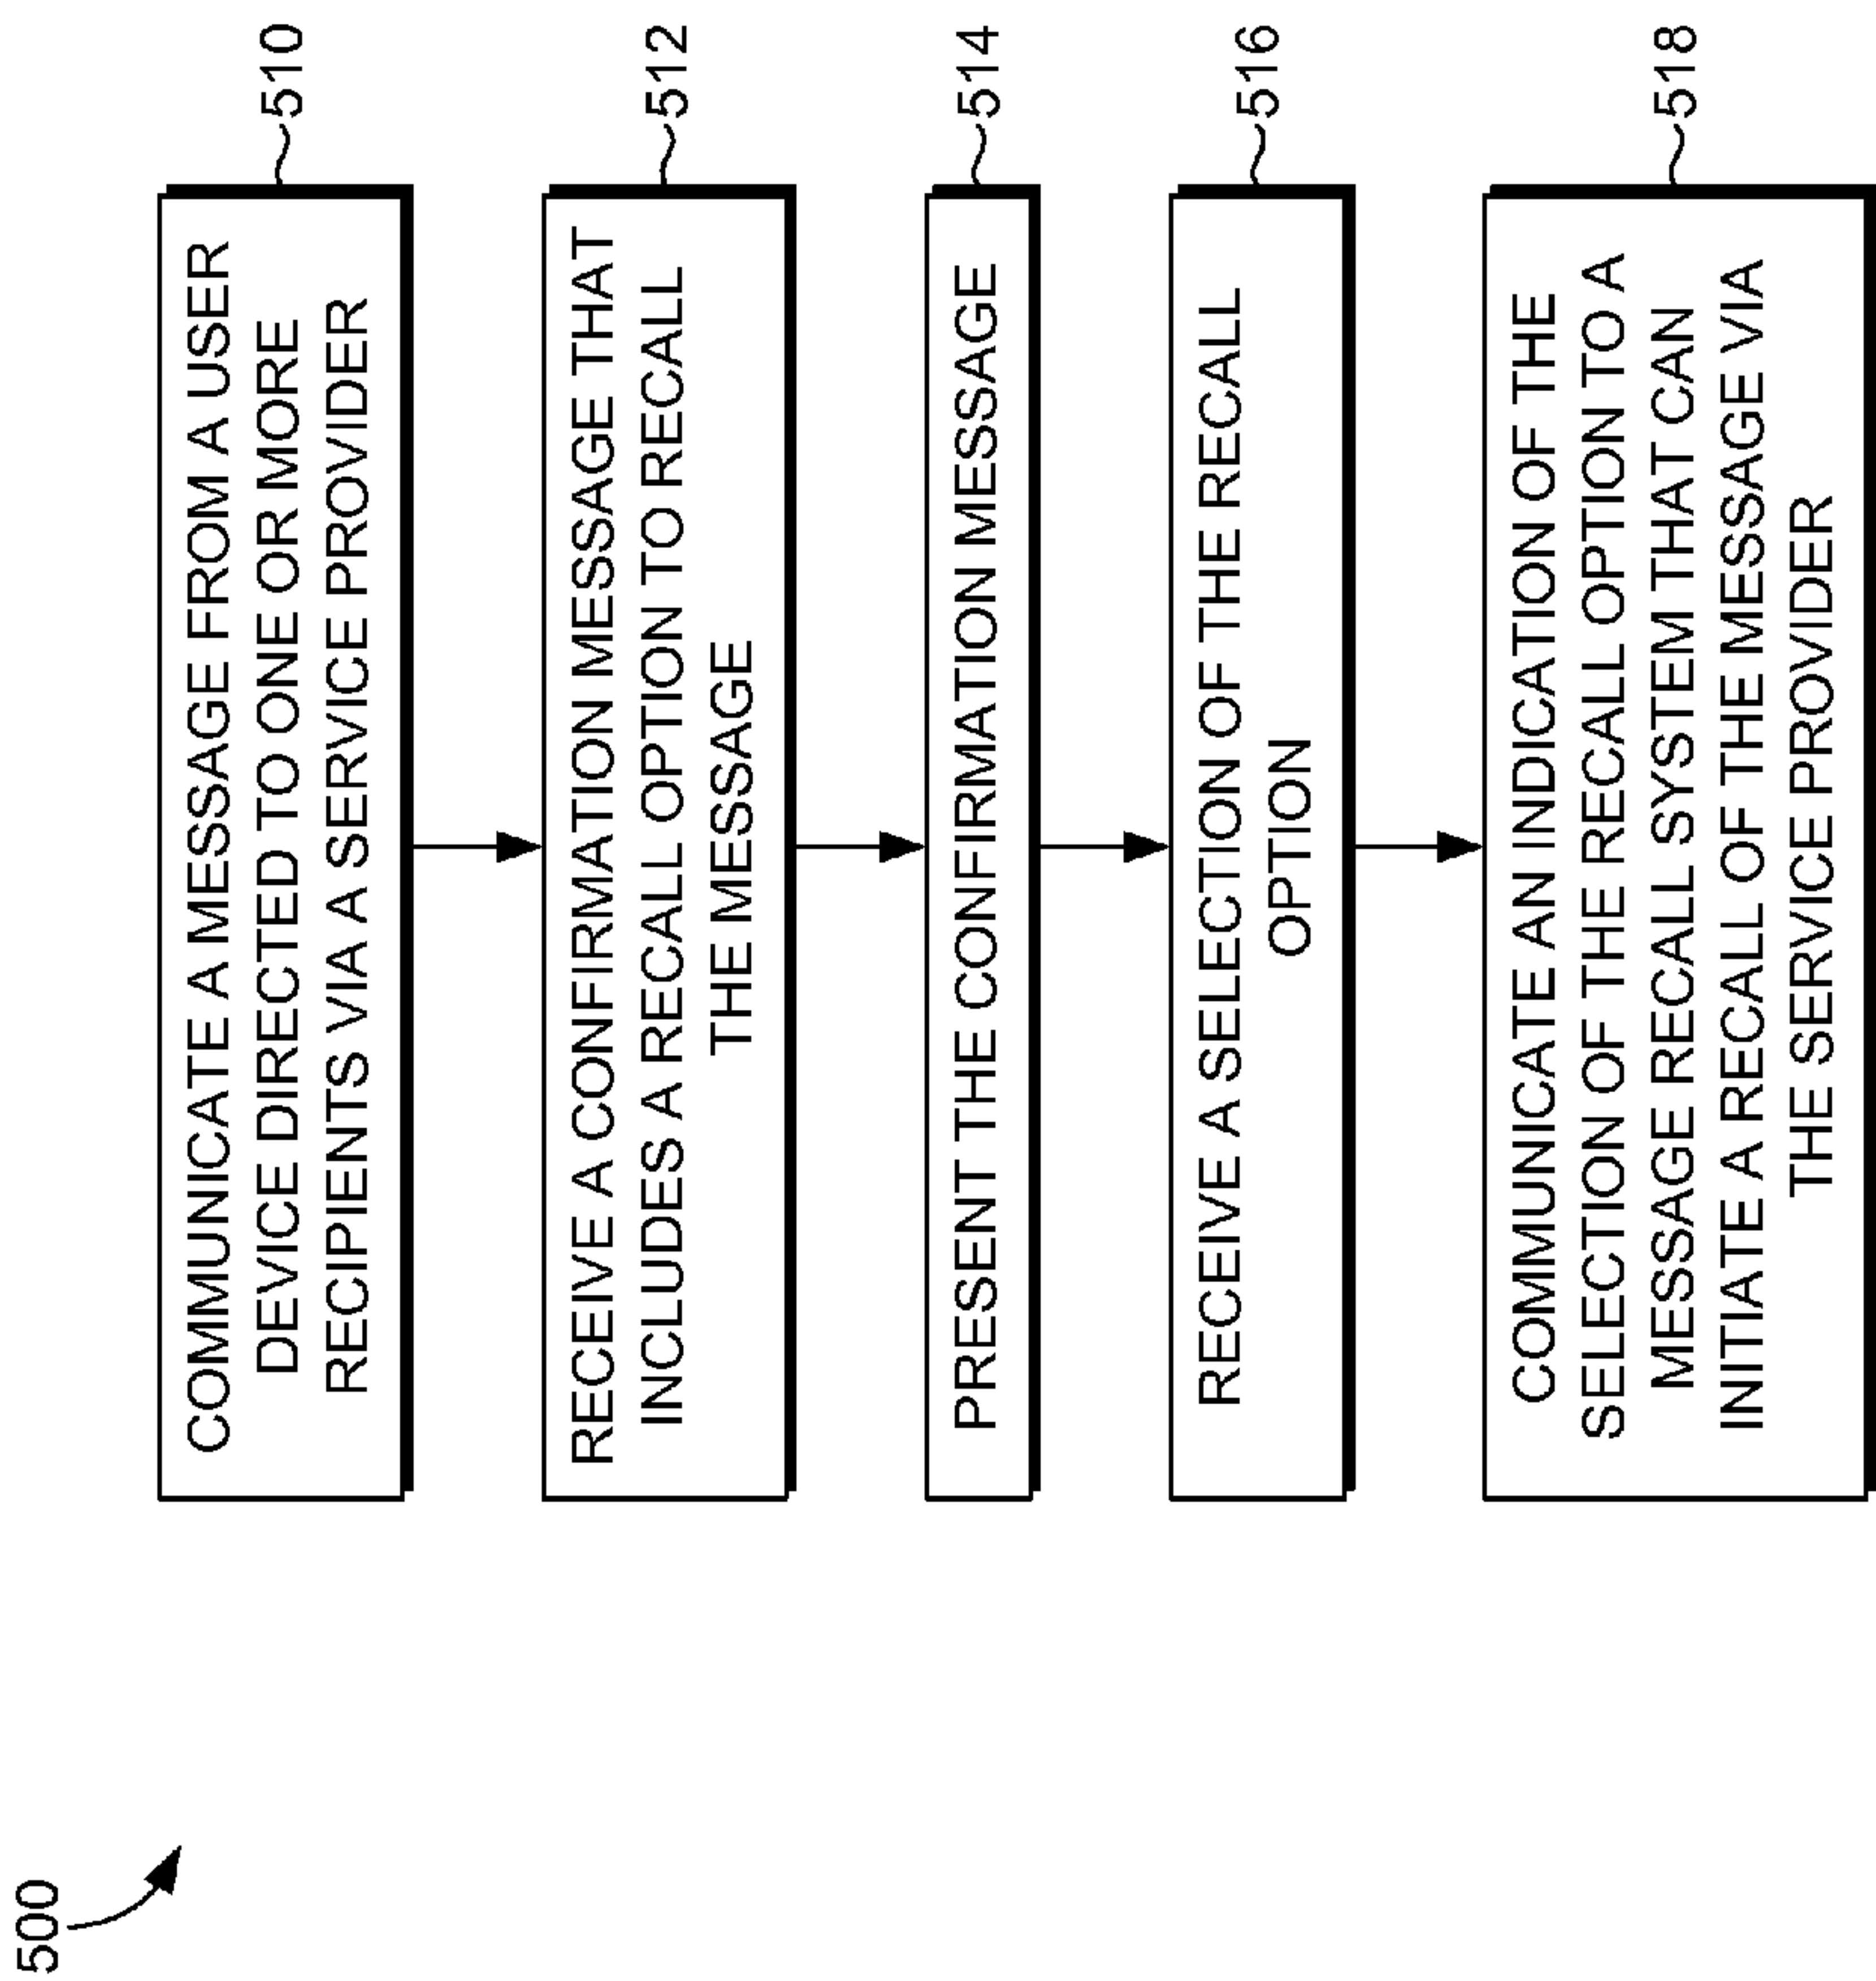 500
COMMUNICATE A MESSAGE FROM A USER
DEVICE DIRECTED TO ONE OR MORE
RECIPIENTS VIA A SERVICE PROVIDER
510
RECEIVE A CONFIRMATION MESSAGE THAT
INCLUDES A RECALL OPTION TO RECALL
THE MESSAGE
512
PRESENT THE CONFIRMATION MESSAGE
514
RECEIVE A SELECTION OF THE RECALL
OPTION
516
COMMUNICATE AN INDICATION OF THE
SELECTION OF THE RECALL OPTION TO A
MESSAGE RECALL SYSTEM THAT CAN
INITIATE A RECALL OF THE MESSAGE VIA
THE SERVICE PROVIDER
518